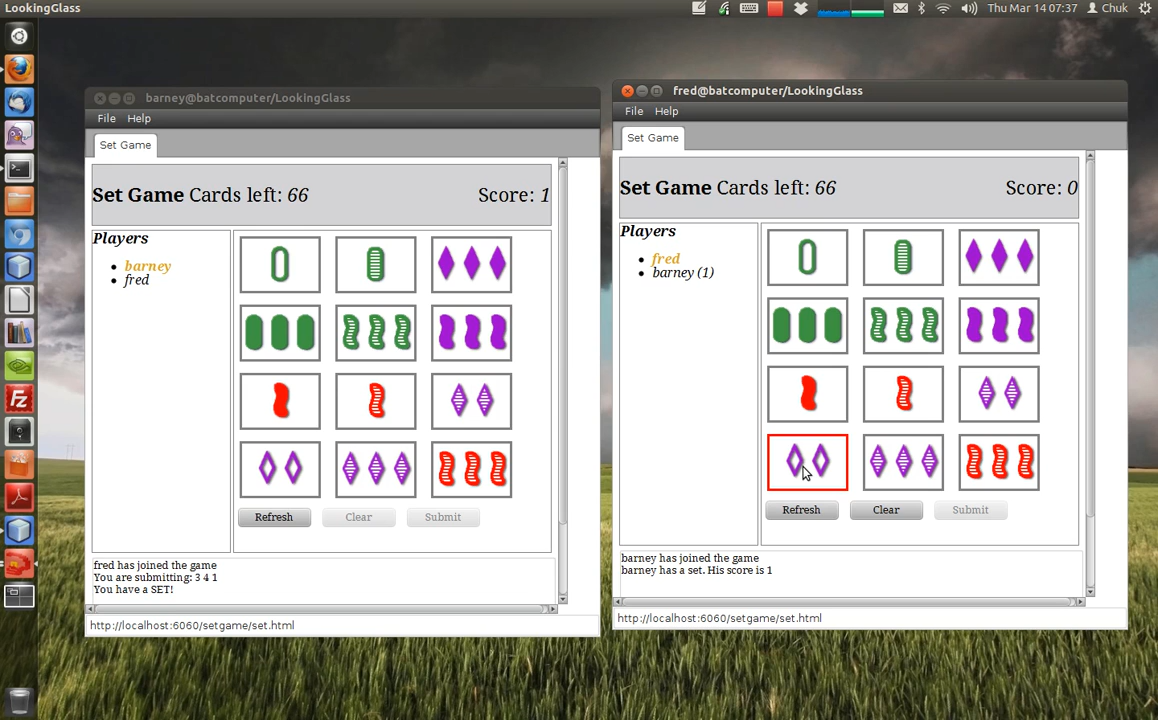 LookingGlass
Thu Mar 14 07:37 Chuk
barney@batcomputer/LookingGlass
File Help
Set Game
Set Game Cards left: 66 Score: 1
Players
barney
fred
Refresh Clear Submit
fred has joined the game
You are submitting: 3 4 1
You have a SET!
http://localhost:6060/setgame/set.html
fred@batcomputer/LookingGlass
File Help
Set Game
Set Game Cards left: 66 Score: 0
Players
fred
barney (1)
Refresh Clear Submit
barney has joined the game
barney has a set. His score is 1
http://localhost:6060/setgame/set.html
Fz